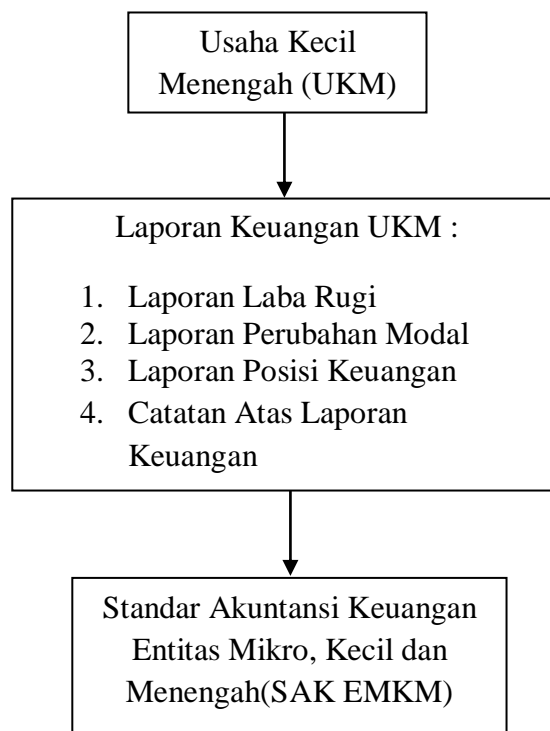 Usaha Kecil
Menengah (UKM)
Laporan Keuangan UKM :
1. Laporan Laba Rugi
2. Laporan Perubahan Modal
3. Laporan Posisi Keuangan
4. Catatan Atas Laporan
Keuangan
Standar Akuntansi Keuangan
Entitas Mikro, Kecil dan
Menengah(SAK EMKM)